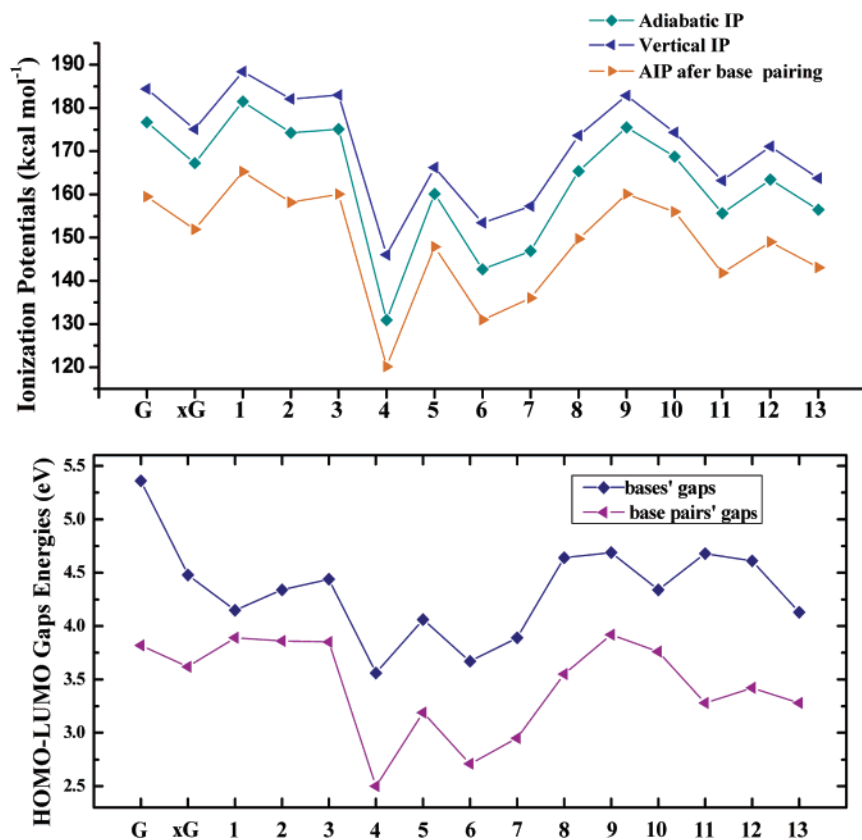 Adiabatic IP
Vertical IP
AIP afer base pairing
Ionization Potentials (kcal mol⁻¹)
190
180
170
160
150
140
130
120
G xG 1 2 3 4 5 6 7 8 9 10 11 12 13
HOMO-LUMO Gaps Energies (eV)
5.5
5.0
4.5
4.0
3.5
3.0
2.5
bases' gaps
base pairs' gaps
G xG 1 2 3 4 5 6 7 8 9 10 11 12 13